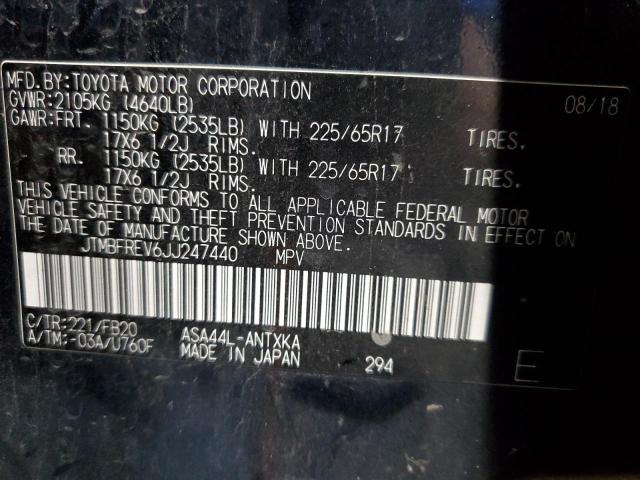 MFD.BY:TOYOTA MOTOR CORPORATION 08/18
GVWR:2105KG (4640LB)
GAWR:FRT. 1150KG (2535LB) WITH 225/65R17 TIRES.
17X6 1/2J RIMS.
RR. 1150KG (2535LB) WITH 225/65R17 TIRES.
17X6 1/2J RIMS.
THIS VEHICLE CONFORMS TO ALL APPLICABLE FEDERAL MOTOR
VEHICLE SAFETY AND THEFT PREVENTION STANDARDS IN EFFECT ON
THE DATE OF MANUFACTURE SHOWN ABOVE.
JTMBFREV6JJ247440 MPV
C/TR:221/FB20 ASA44L-ANTXKA
A/TM:-03A/U760F MADE IN JAPAN 294 E